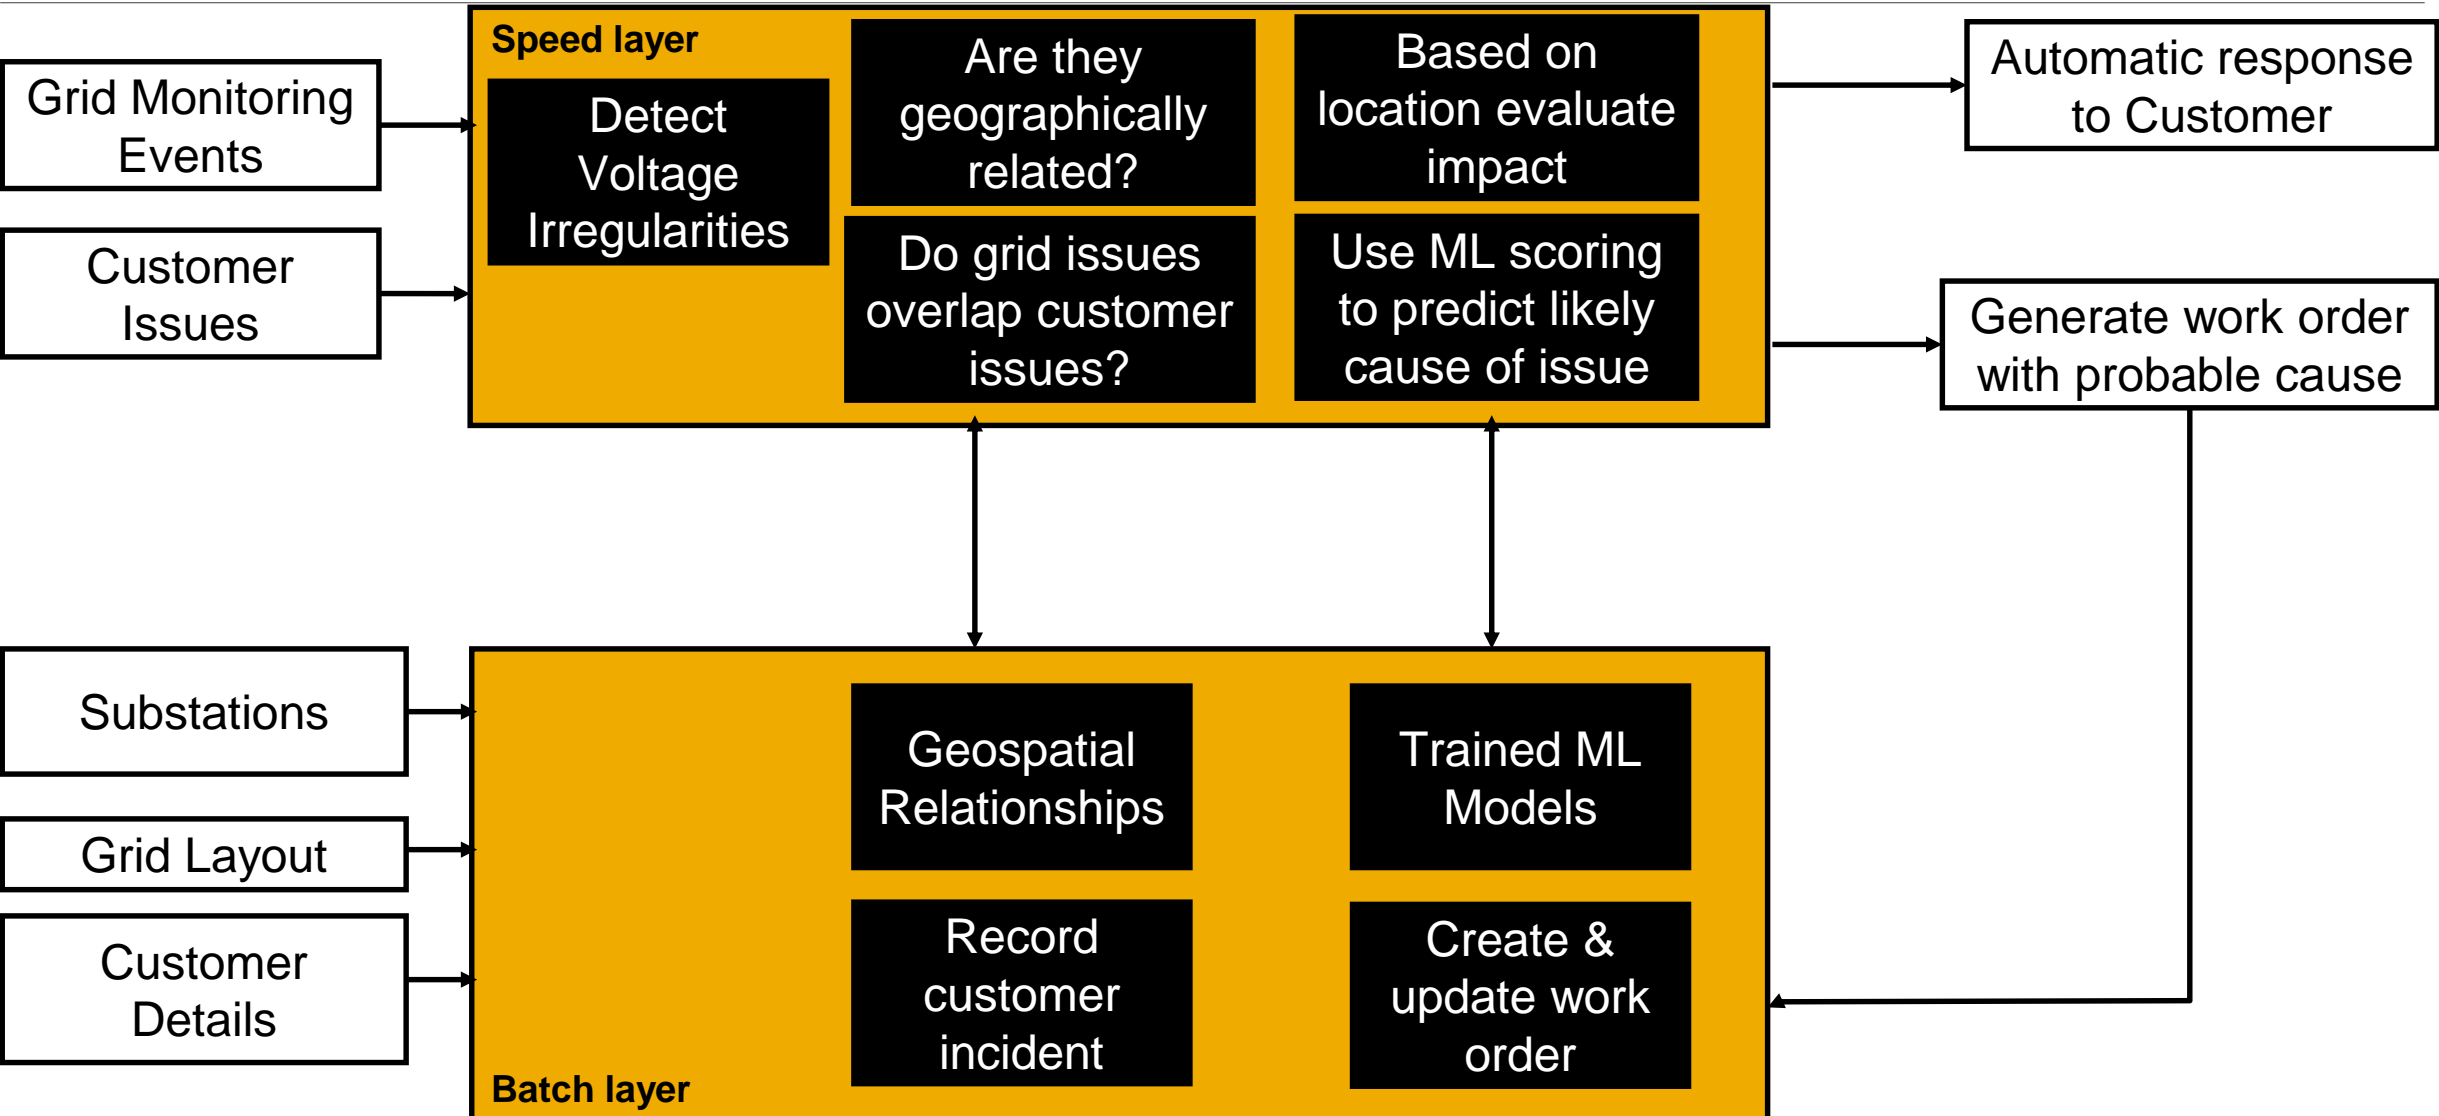 Speed layer
Grid Monitoring
Events
Customer
Issues
Detect
Voltage
Irregularities
Are they
geographically
related?
Do grid issues
overlap customer
issues?
Based on
location evaluate
impact
Use ML scoring
to predict likely
cause of issue
Automatic response
to Customer
Generate work order
with probable cause
Substations
Grid Layout
Customer
Details
Geospatial
Relationships
Trained ML
Models
Record
customer
incident
Create &
update work
order
Batch layer